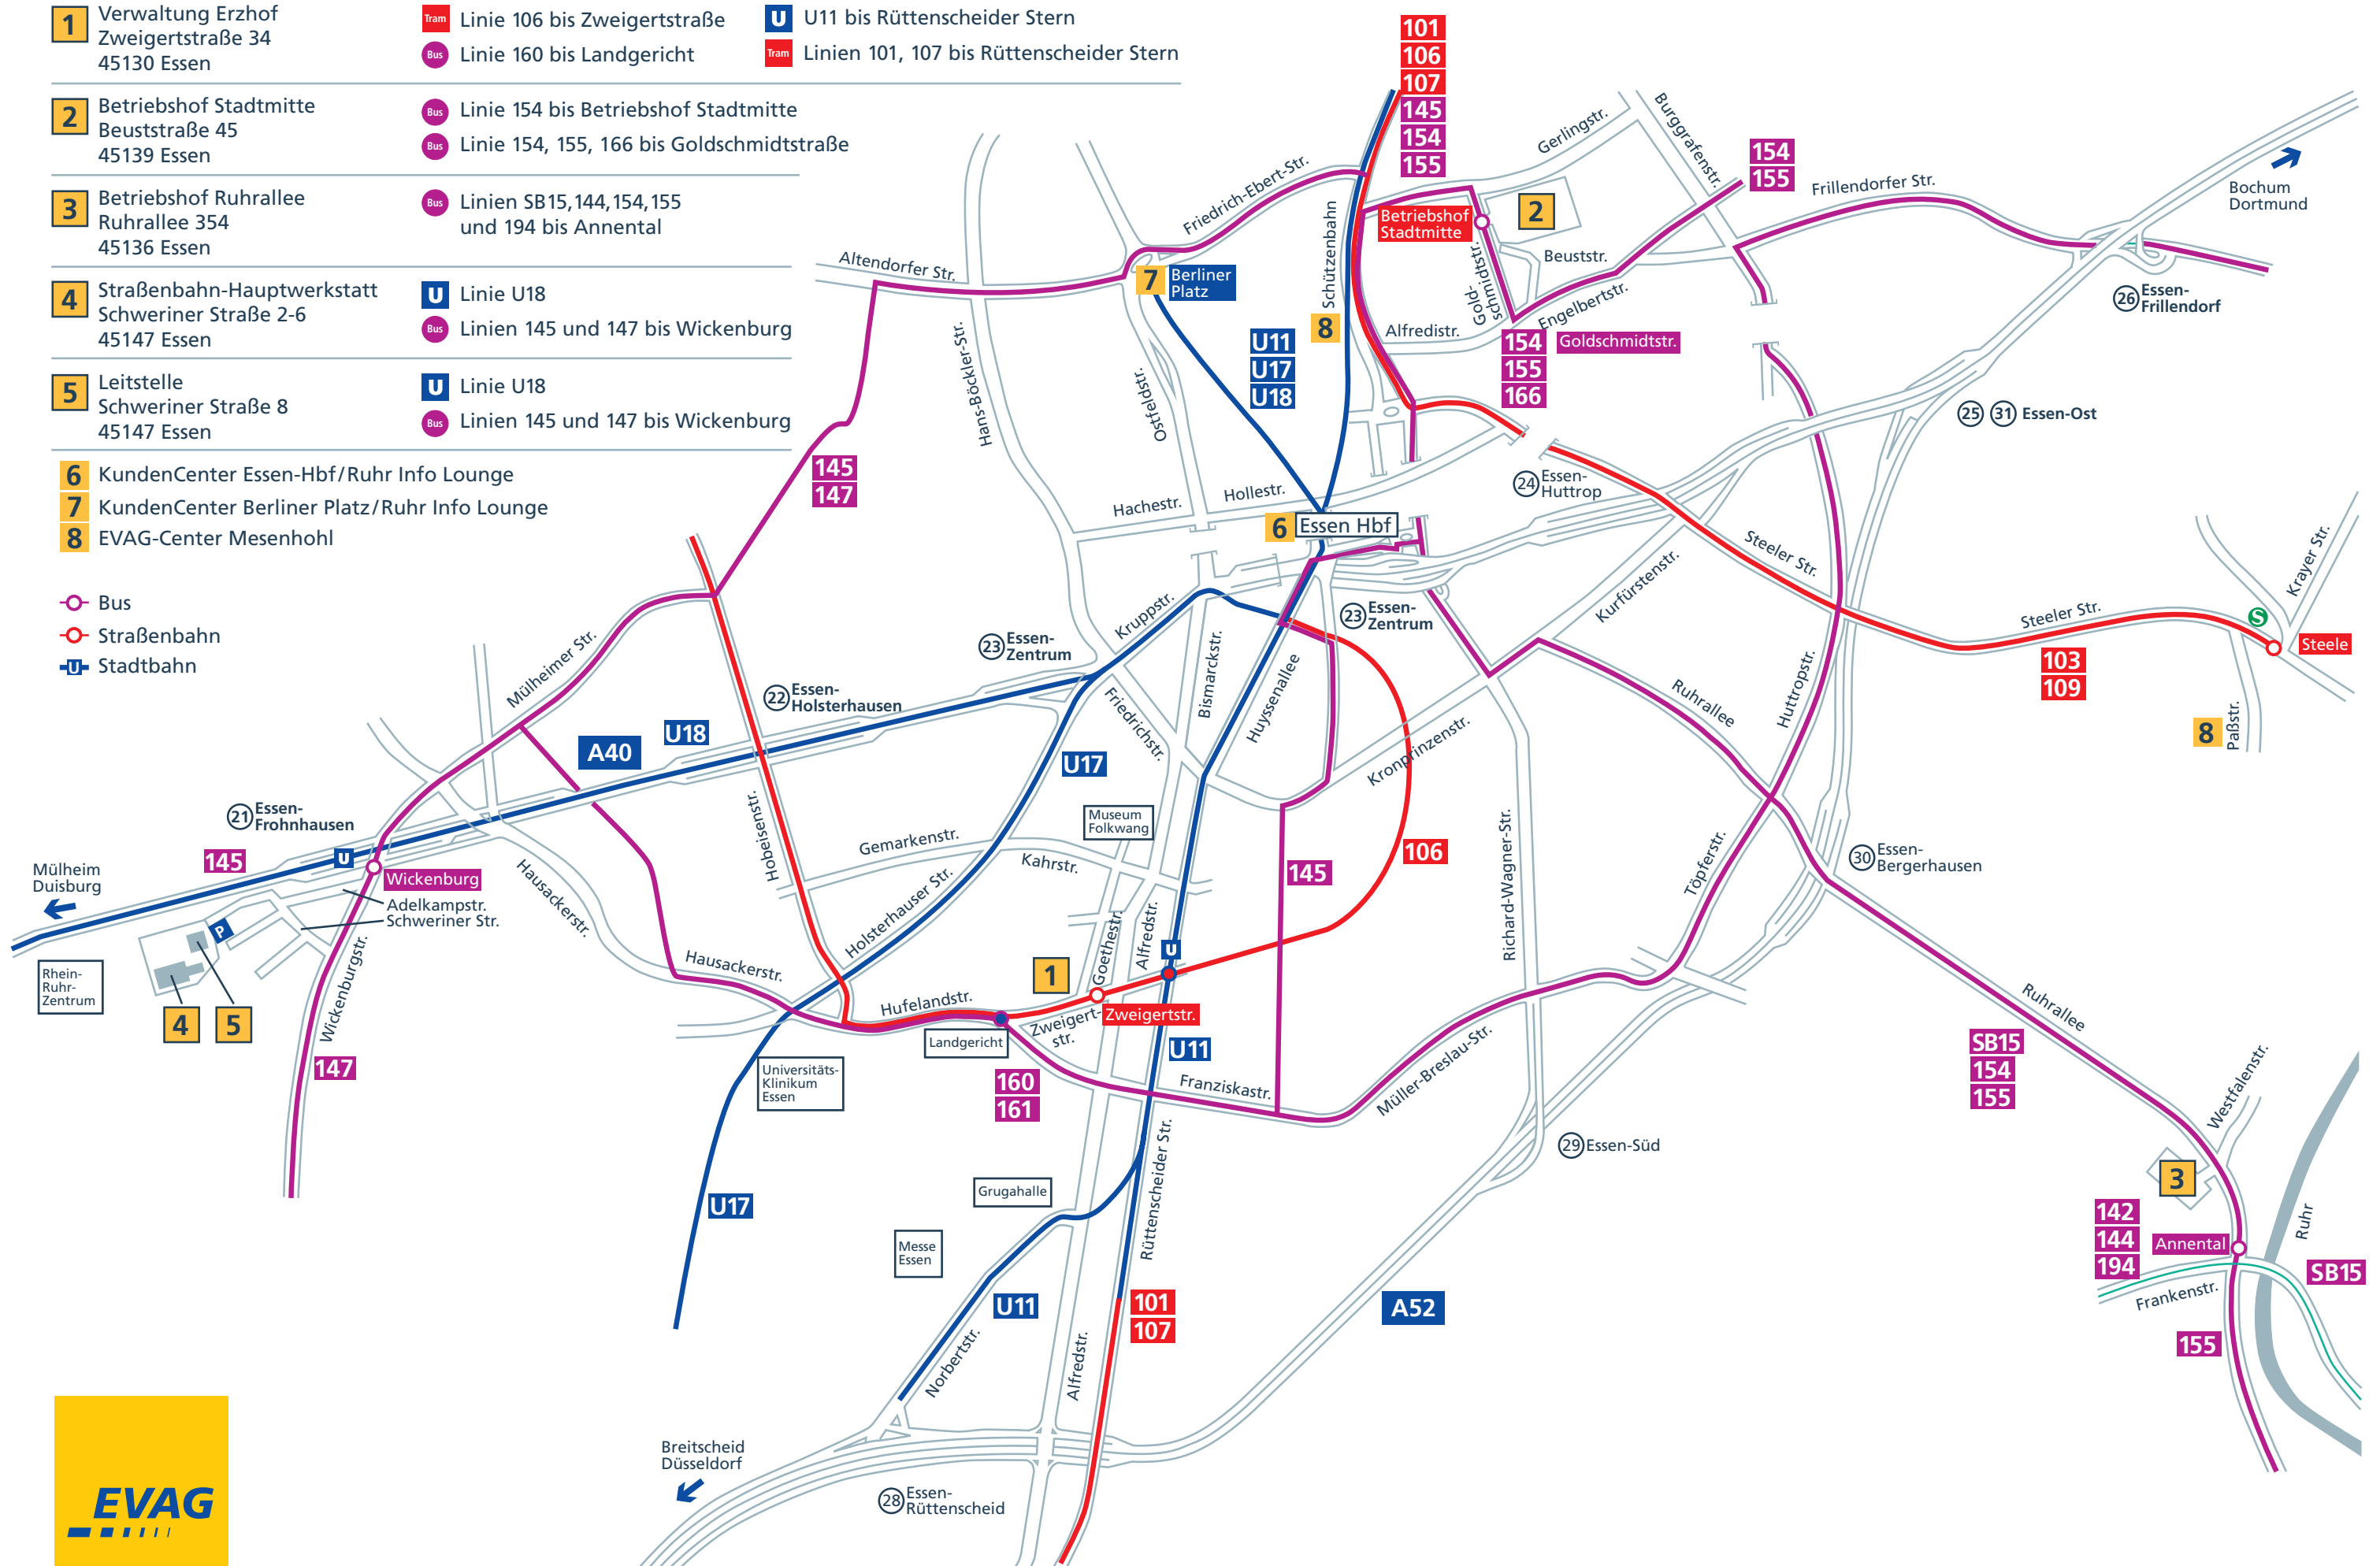 1
Verwaltung Erzhof
Zweigertstraße 34
45130 Essen
Tram Linie 106 bis Zweigertstraße
Bus Linie 160 bis Landgericht
U U11 bis Rüttenscheider Stern
Tram Linien 101, 107 bis Rüttenscheider Stern
2
Betriebshof Stadtmitte
Beuststraße 45
45139 Essen
Bus Linie 154 bis Betriebshof Stadtmitte
Bus Linie 154, 155, 166 bis Goldschmidtstraße
3
Betriebshof Ruhrallee
Ruhrallee 354
45136 Essen
Bus Linien SB15,144,154,155
und 194 bis Annental
4
Straßenbahn-Hauptwerkstatt
Schweriner Straße 2-6
45147 Essen
U Linie U18
Bus Linien 145 und 147 bis Wickenburg
5
Leitstelle
Schweriner Straße 8
45147 Essen
U Linie U18
Bus Linien 145 und 147 bis Wickenburg
6 KundenCenter Essen-Hbf/Ruhr Info Lounge
7 KundenCenter Berliner Platz/Ruhr Info Lounge
8 EVAG-Center Mesenhohl
Bus
Straßenbahn
U Stadtbahn
101
106
107
145
154
155
Gerlingstr.
Burggrafenstr.
154
155
Frillendorfer Str.
Bochum
Dortmund
Friedrich-Ebert-Str.
Schützenbahn
Betriebshof
Stadtmitte
2
Beuststr.
Gold-
schmidtstr.
Engelbertstr.
Altendorfer Str.
7
Berliner
Platz
26
Essen-
Frillendorf
8
Alfredistr.
U11
U17
U18
154
155
166
Goldschmidtstr.
Hans-Böckler-Str.
Ostfeldstr.
25
31
Essen-Ost
145
147
Hachestr.
Hollestr.
24
Essen-
Huttrop
6
Essen Hbf
Steeler Str.
Krayer Str.
Kurfürstenstr.
Kruppstr.
23
Essen-
Zentrum
23
Essen-
Zentrum
Steeler Str.
S
Steele
103
109
8
Paßstr.
Mülheimer Str.
22
Essen-
Holsterhausen
Friedrichstr.
Bismarckstr.
Huyssenallee
Ruhrallee
Huttropstr.
U18
A40
U17
Kronprinzenstr.
21
Essen-
Frohnhausen
Hobeisenstr.
Museum
Folkwang
Gemarkenstr.
Kahrstr.
106
145
Richard-Wagner-Str.
Töpferstr.
30
Essen-
Bergerhausen
145
Mülheim
Duisburg
U
Wickenburg
Adelkampstr.
Schweriner Str.
P
Hausackerstr.
Holsterhauser Str.
Rhein-
Ruhr-
Zentrum
4
5
Wickenburgstr.
147
Hausackerstr.
1
Goethestr.
Alfredstr.
U
Hufelandstr.
Zweigert-
str.
Zweigertstr.
Landgericht
U11
Universitäts-
Klinikum
Essen
160
161
Franziskastr.
Müller-Breslau-Str.
Ruhrallee
SB15
154
155
Westfalenstr.
29
Essen-Süd
3
U17
Grugahalle
Rüttenscheider Str.
Messe
Essen
142
144
194
Annental
Ruhr
SB15
Frankenstr.
155
U11
101
107
A52
Norbertstr.
Alfredstr.
Breitscheid
Düsseldorf
28
Essen-
Rüttenscheid
EVAG